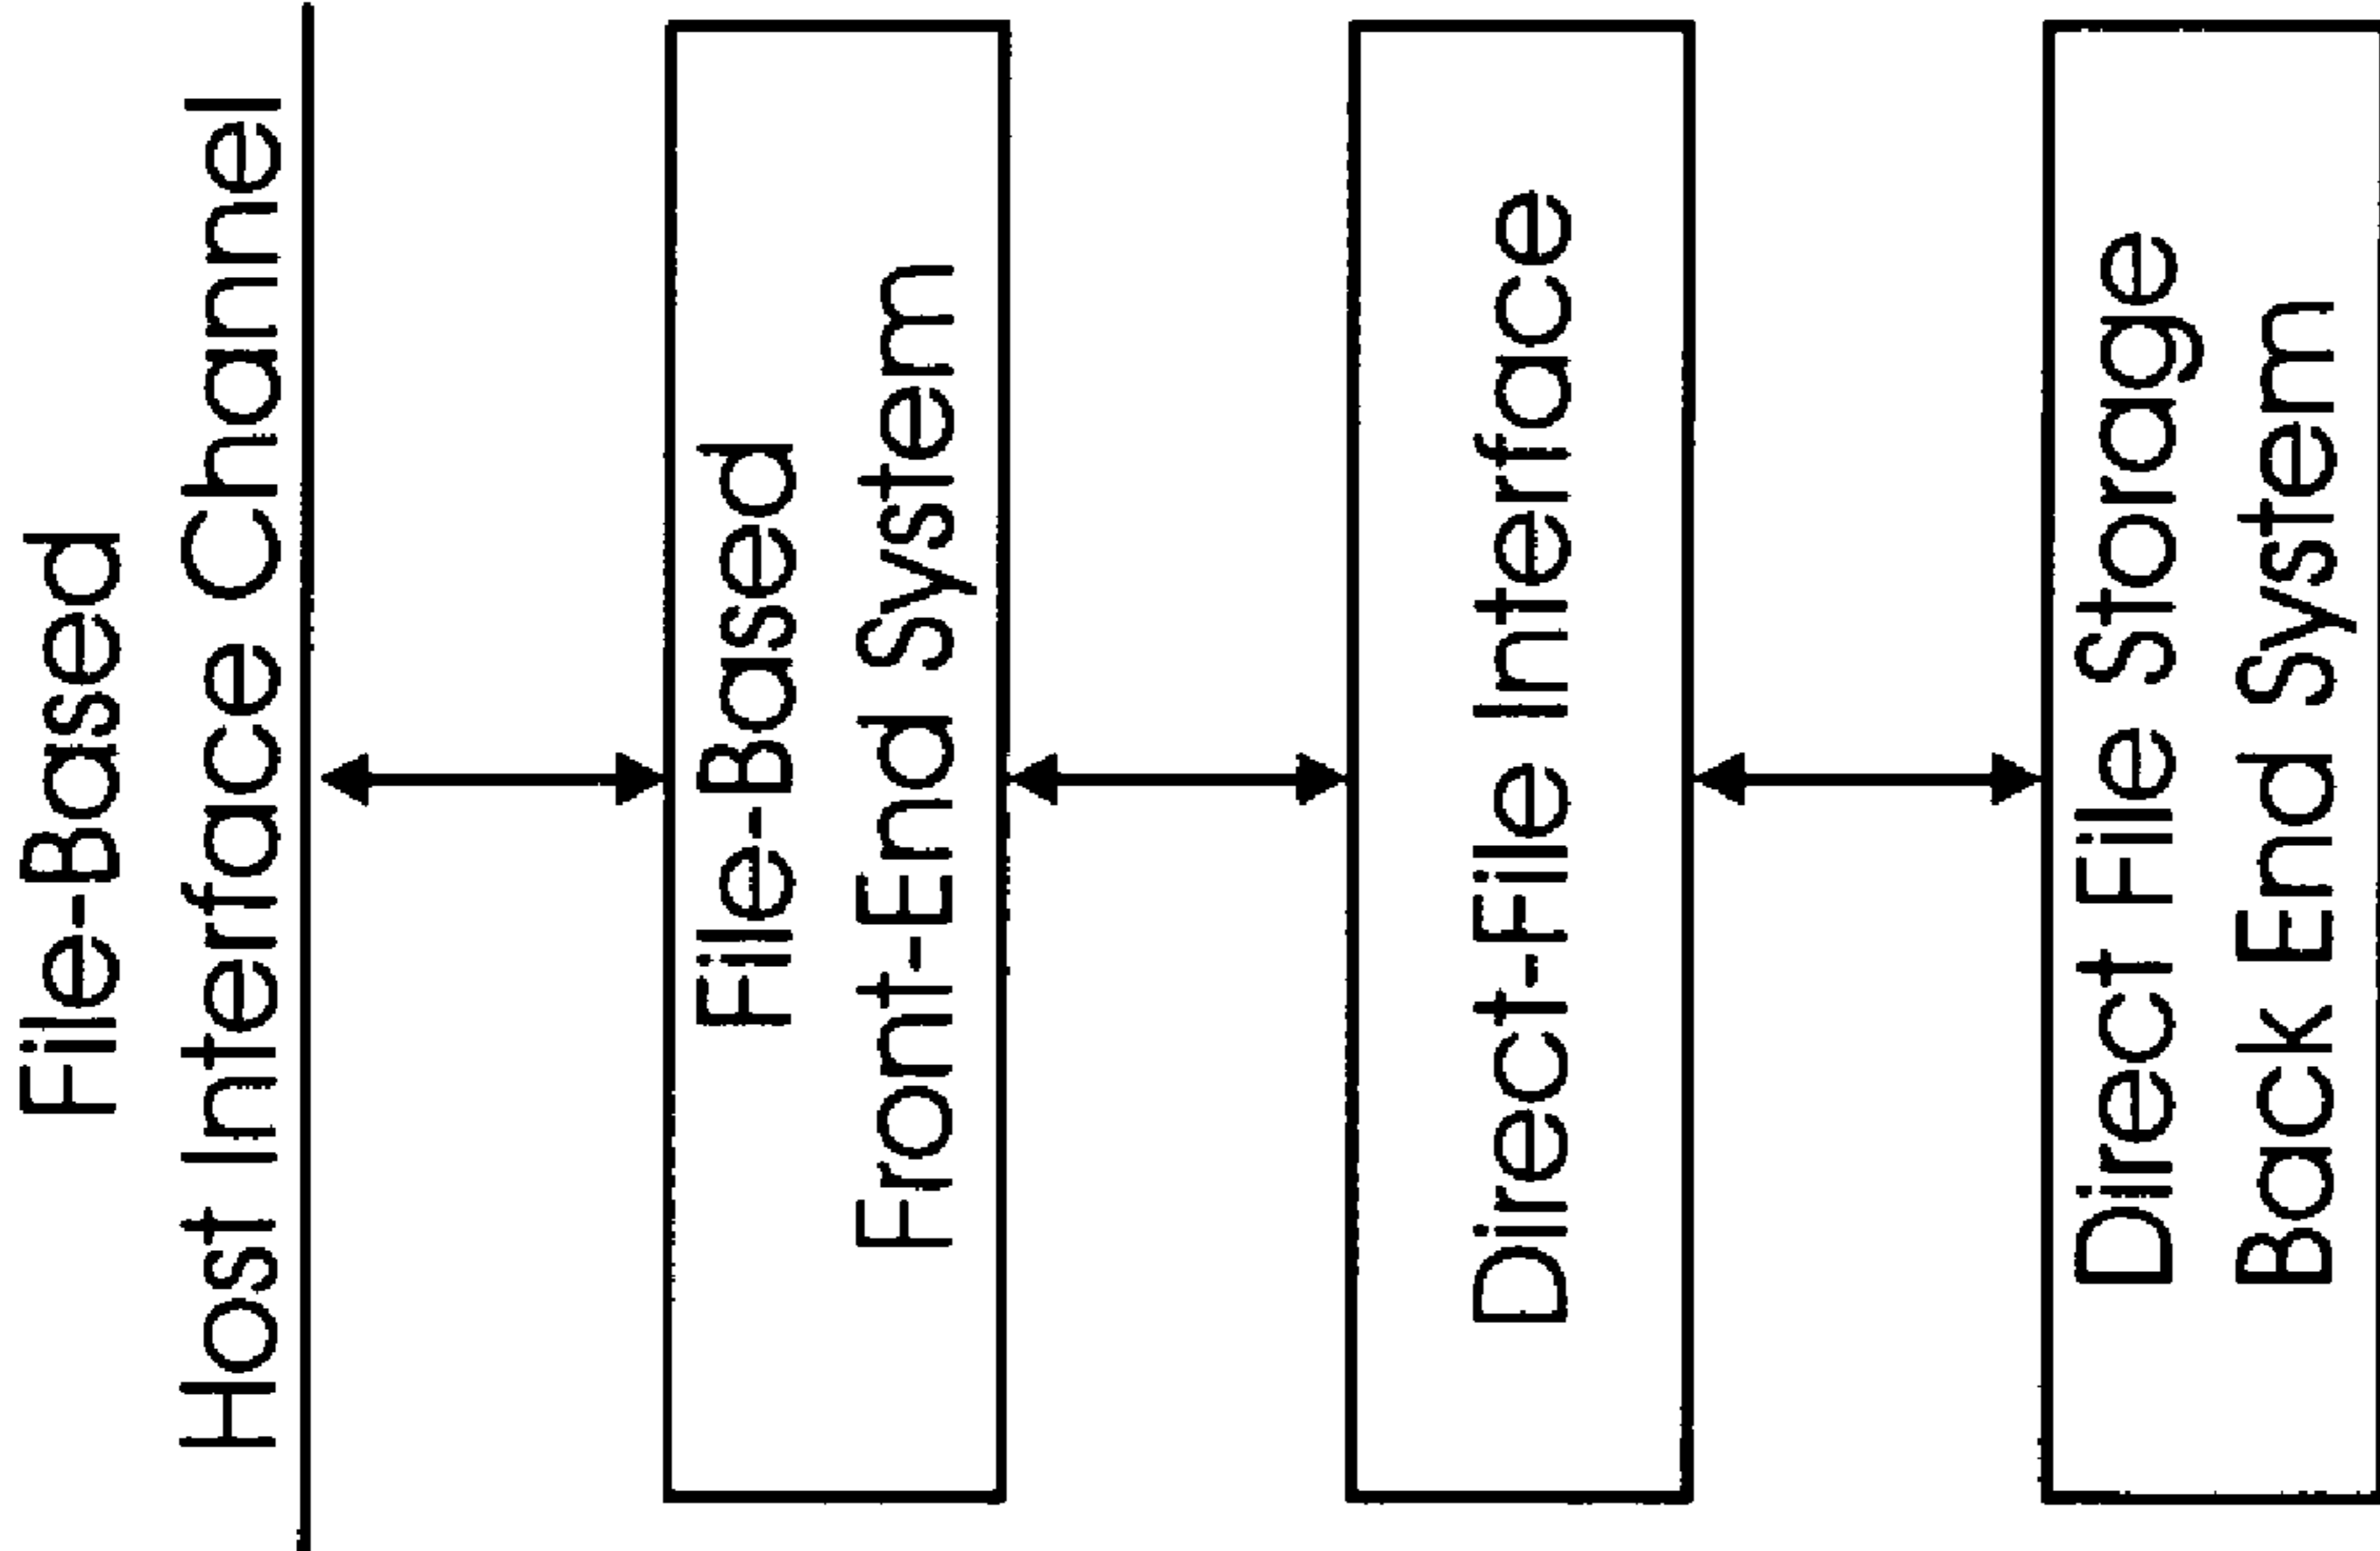 File-Based
Host Interface Channel
File-Based
Front-End System
Direct-File Interface
Direct File Storage
Back End System